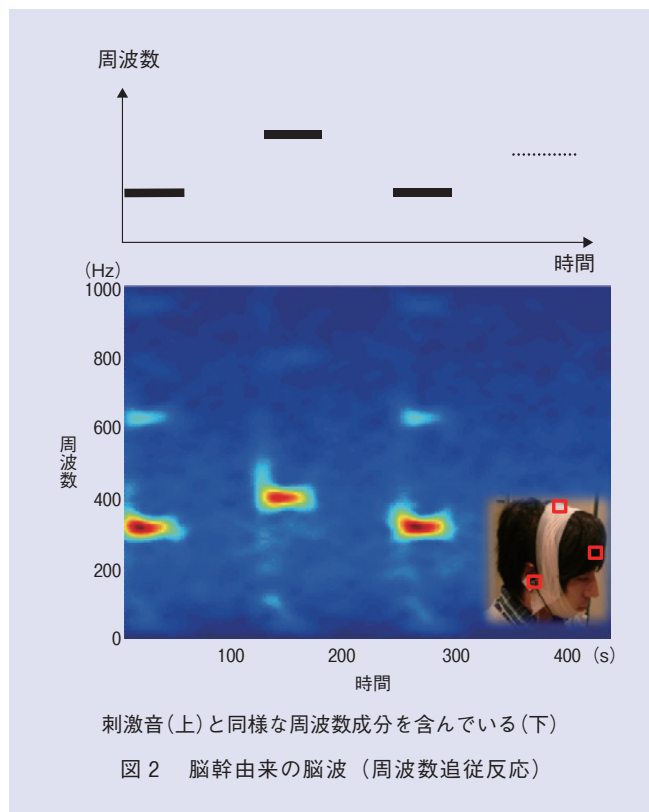 周波数
時間
(Hz)
1000
800
600
400
200
0
周波数
100 200 300 400 (s)
時間
刺激音(上)と同様な周波数成分を含んでいる(下)
図2 脳幹由来の脳波(周波数追従反応)